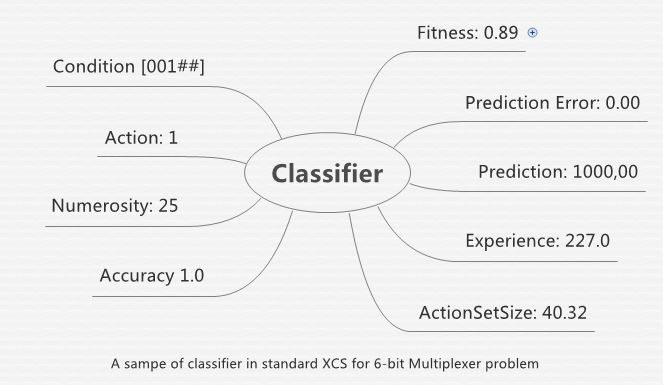 Fitness: 0.89
Condition [001##]
Prediction Error: 0.00
Action: 1
Classifier
Prediction: 1000,00
Numerosity: 25
Experience: 227.0
Accuracy 1.0
ActionSetSize: 40.32
A sampe of classifier in standard XCS for 6-bit Multiplexer problem